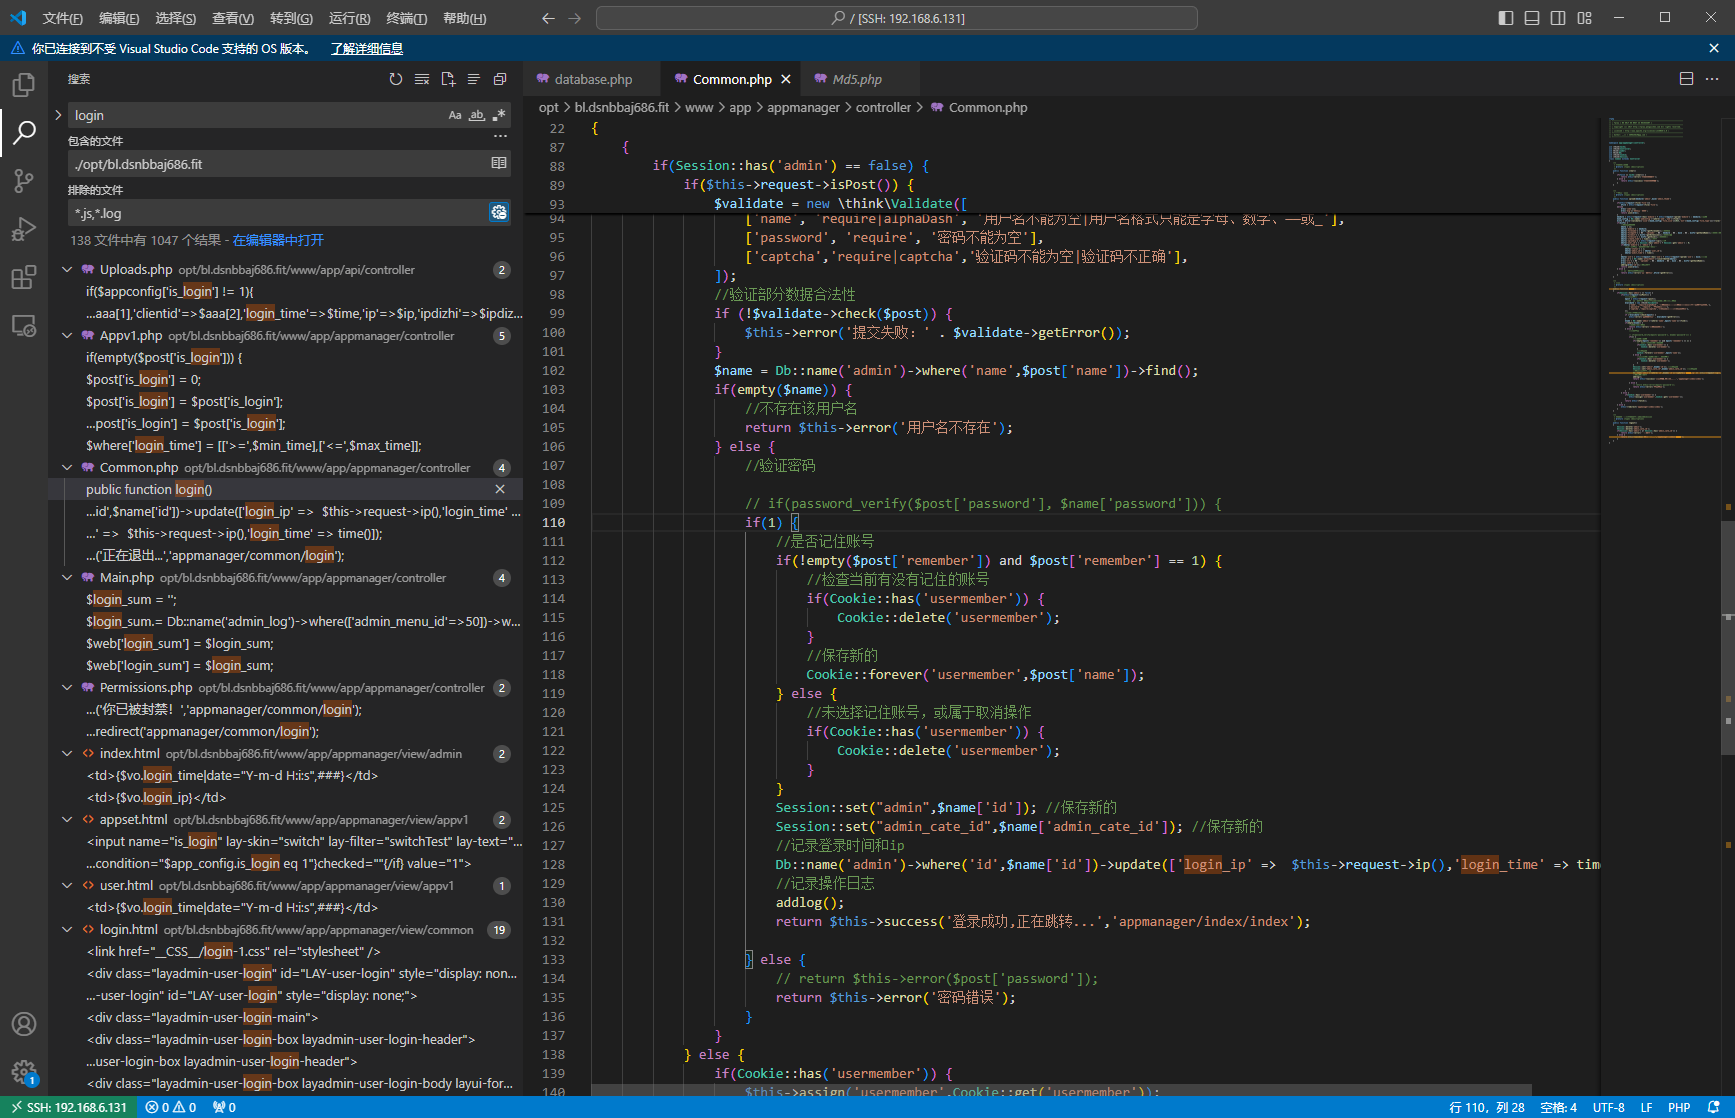 文件(F) 编辑(E) 选择(S) 查看(V) 转到(G) 运行(R) 终端(T) 帮助(H)
/ [SSH: 192.168.6.131]
你已连接到不受 Visual Studio Code 支持的 OS 版本。 了解详细信息
搜索
login
Aa ab .*
包含的文件
./opt/bl.dsnbbaj686.fit
排除的文件
*.js,*.log
138 文件中有 1047 个结果 - 在编辑器中打开
Uploads.php opt/bl.dsnbbaj686.fit/www/app/api/controller 2
if($appconfig['is_login'] != 1){
...aaa[1],'clientid'=>$aaa[2],'login_time'=>$time,'ip'=>$ip,'ipdizhi'=>$ipdiz...
Appv1.php opt/bl.dsnbbaj686.fit/www/app/appmanager/controller 5
if(empty($post['is_login'])) {
$post['is_login'] = 0;
$post['is_login'] = $post['is_login'];
...post['is_login'] = $post['is_login'];
$where['login_time'] = [['>=',$min_time],['<=',$max_time]];
Common.php opt/bl.dsnbbaj686.fit/www/app/appmanager/controller 4
public function login()
...id',$name['id'])->update(['login_ip' => $this->request->ip(),'login_time' ...
...' => $this->request->ip(),'login_time' => time()]);
...('正在退出...','appmanager/common/login');
Main.php opt/bl.dsnbbaj686.fit/www/app/appmanager/controller 4
$login_sum = '';
$login_sum.= Db::name('admin_log')->where(['admin_menu_id'=>50])->w...
$web['login_sum'] = $login_sum;
$web['login_sum'] = $login_sum;
Permissions.php opt/bl.dsnbbaj686.fit/www/app/appmanager/controller 2
...('你已被封禁！','appmanager/common/login');
...redirect('appmanager/common/login');
index.html opt/bl.dsnbbaj686.fit/www/app/appmanager/view/admin 2
<td>{$vo.login_time|date="Y-m-d H:i:s",###}</td>
<td>{$vo.login_ip}</td>
appset.html opt/bl.dsnbbaj686.fit/www/app/appmanager/view/appv1 2
<input name="is_login" lay-skin="switch" lay-filter="switchTest" lay-text="...
...condition="$app_config.is_login eq 1"}checked=""{/if} value="1">
user.html opt/bl.dsnbbaj686.fit/www/app/appmanager/view/appv1 1
<td>{$vo.login_time|date="Y-m-d H:i:s",###}</td>
login.html opt/bl.dsnbbaj686.fit/www/app/appmanager/view/common 19
<link href="__CSS__/login-1.css" rel="stylesheet" />
<div class="layadmin-user-login" id="LAY-user-login" style="display: non...
...-user-login" id="LAY-user-login" style="display: none;">
<div class="layadmin-user-login-main">
<div class="layadmin-user-login-box layadmin-user-login-header">
...user-login-box layadmin-user-login-header">
<div class="layadmin-user-login-box layadmin-user-login-body layui-for...
database.php Common.php Md5.php
opt > bl.dsnbbaj686.fit > www > app > appmanager > controller > Common.php
22 {
87 {
88 if(Session::has('admin') == false) {
89 if($this->request->isPost()) {
93 $validate = new \think\Validate([
94 ['name', 'require|alphaDash', '用户名不能为空|用户名格式只能是字母、数字、——或_'],
95 ['password', 'require', '密码不能为空'],
96 ['captcha','require|captcha','验证码不能为空|验证码不正确'],
97 ]);
98 //验证部分数据合法性
99 if (!$validate->check($post)) {
100 $this->error('提交失败：' . $validate->getError());
101 }
102 $name = Db::name('admin')->where('name',$post['name'])->find();
103 if(empty($name)) {
104 //不存在该用户名
105 return $this->error('用户名不存在');
106 } else {
107 //验证密码
108
109 // if(password_verify($post['password'], $name['password'])) {
110 if(1) {
111 //是否记住账号
112 if(!empty($post['remember']) and $post['remember'] == 1) {
113 //检查当前有没有记住的账号
114 if(Cookie::has('usermember')) {
115 Cookie::delete('usermember');
116 }
117 //保存新的
118 Cookie::forever('usermember',$post['name']);
119 } else {
120 //未选择记住账号，或属于取消操作
121 if(Cookie::has('usermember')) {
122 Cookie::delete('usermember');
123 }
124 }
125 Session::set("admin",$name['id']); //保存新的
126 Session::set("admin_cate_id",$name['admin_cate_id']); //保存新的
127 //记录登录时间和ip
128 Db::name('admin')->where('id',$name['id'])->update(['login_ip' => $this->request->ip(),'login_time' => tim
129 //记录操作日志
130 addlog();
131 return $this->success('登录成功,正在跳转...','appmanager/index/index');
132
133 } else {
134 // return $this->error($post['password']);
135 return $this->error('密码错误');
136 }
137 }
138 } else {
139 if(Cookie::has('usermember')) {
140 $this->assign('usermember',Cookie::get('usermember'));
1
SSH: 192.168.6.131 0 0 0
行 110，列 28 空格: 4 UTF-8 LF PHP